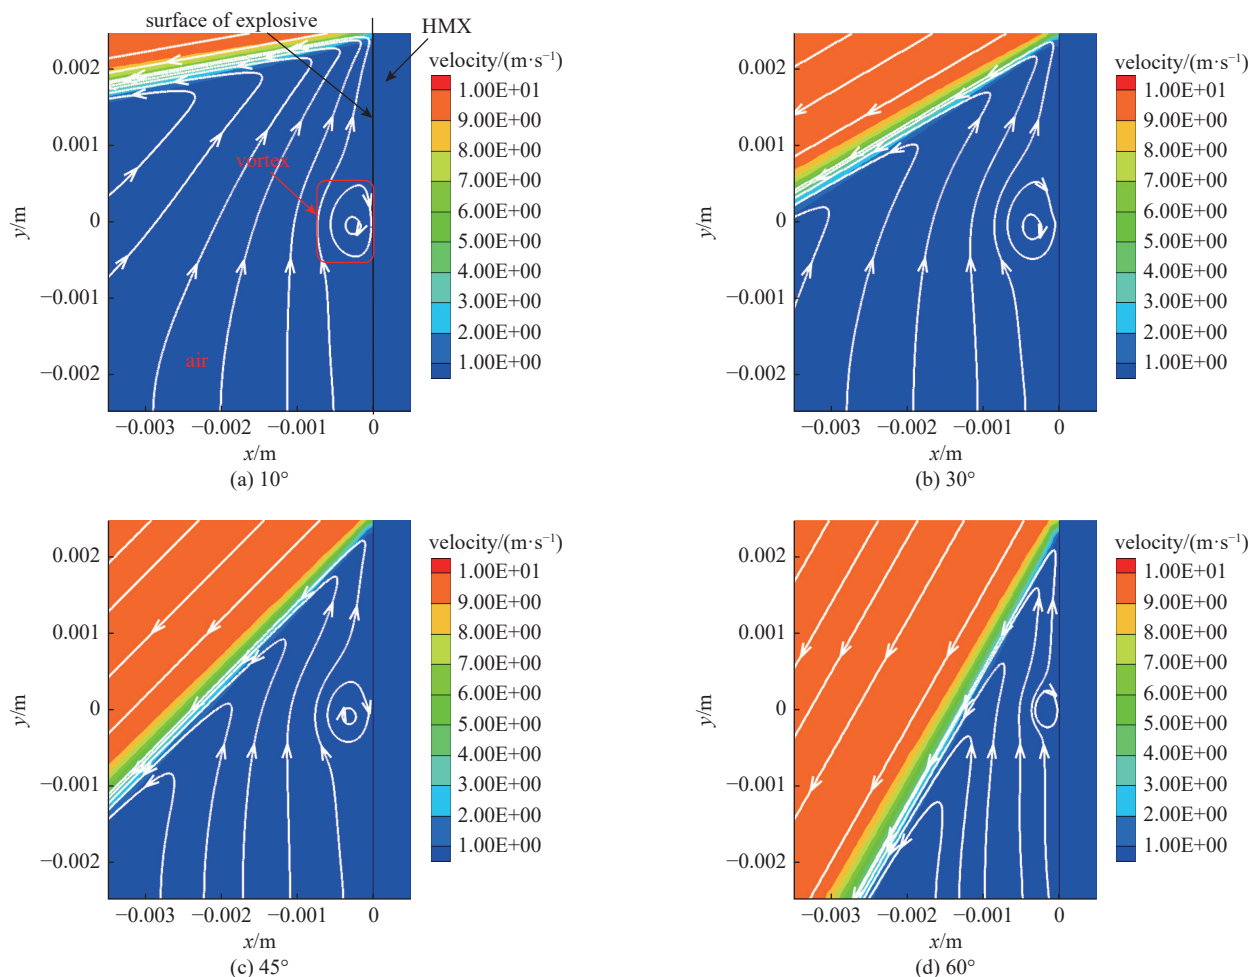 surface of explosive
HMX
velocity/(m·s⁻¹)
1.00E+01
9.00E+00
8.00E+00
7.00E+00
6.00E+00
5.00E+00
4.00E+00
3.00E+00
2.00E+00
1.00E+00
0.002
0.001
0
−0.001
−0.002
y/m
vortex
air
−0.003
−0.002
−0.001
0
x/m
(a) 10°
velocity/(m·s⁻¹)
1.00E+01
9.00E+00
8.00E+00
7.00E+00
6.00E+00
5.00E+00
4.00E+00
3.00E+00
2.00E+00
1.00E+00
0.002
0.001
0
−0.001
−0.002
y/m
−0.003
−0.002
−0.001
0
x/m
(b) 30°
velocity/(m·s⁻¹)
1.00E+01
9.00E+00
8.00E+00
7.00E+00
6.00E+00
5.00E+00
4.00E+00
3.00E+00
2.00E+00
1.00E+00
0.002
0.001
0
−0.001
−0.002
y/m
−0.003
−0.002
−0.001
0
x/m
(c) 45°
velocity/(m·s⁻¹)
1.00E+01
9.00E+00
8.00E+00
7.00E+00
6.00E+00
5.00E+00
4.00E+00
3.00E+00
2.00E+00
1.00E+00
0.002
0.001
0
−0.001
−0.002
y/m
−0.003
−0.002
−0.001
0
x/m
(d) 60°